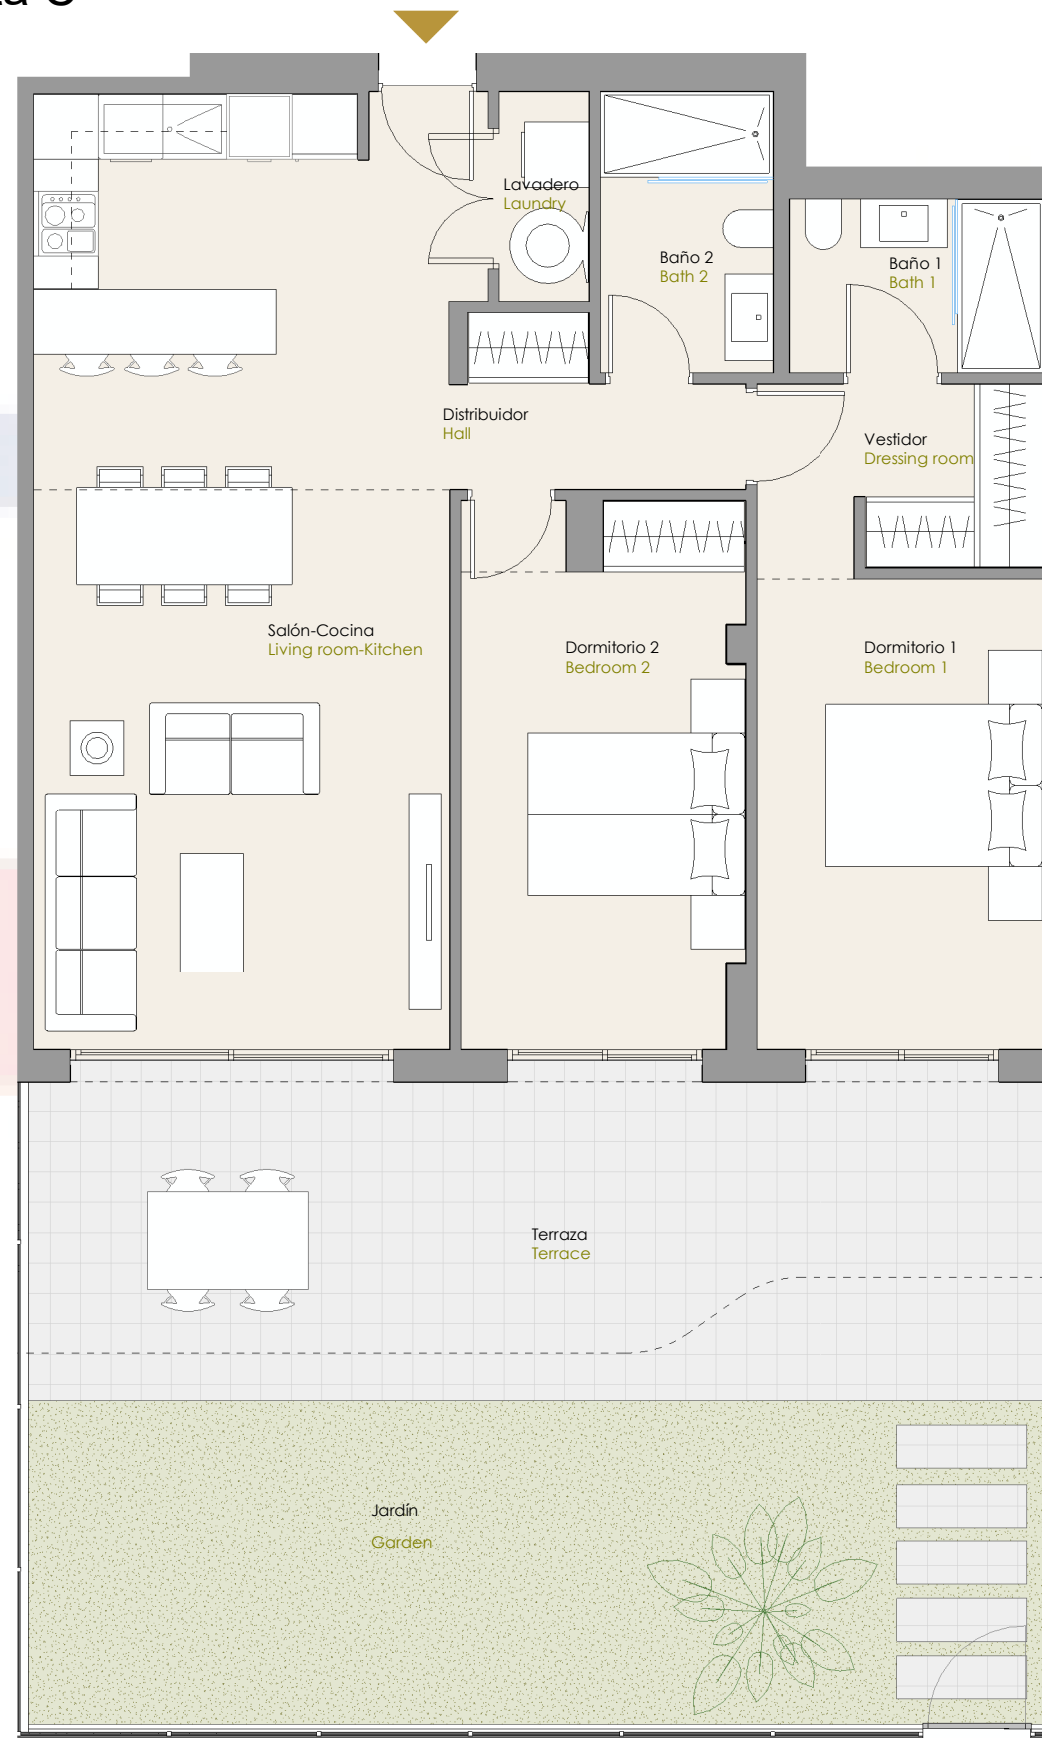 Lavadero
Laundry
Baño 2
Bath 2
Baño 1
Bath 1
Distribuidor
Hall
Vestidor
Dressing room
Salón-Cocina
Living room-Kitchen
Dormitorio 2
Bedroom 2
Dormitorio 1
Bedroom 1
Terraza
Terrace
Jardín
Garden